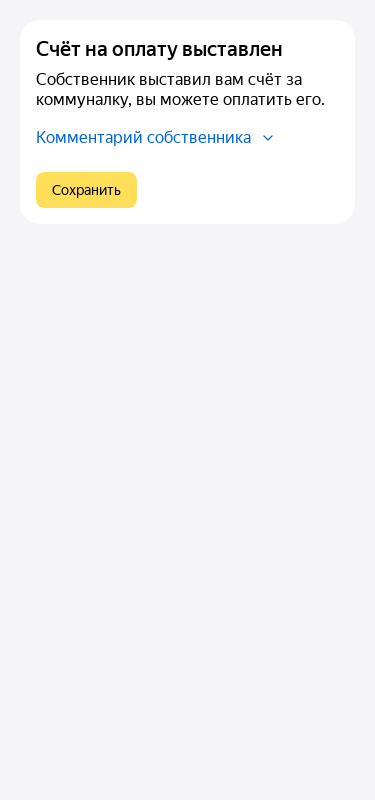 Счёт на оплату выставлен
Собственник выставил вам счёт за
коммуналку, вы можете оплатить его.
Комментарий собственника
Сохранить